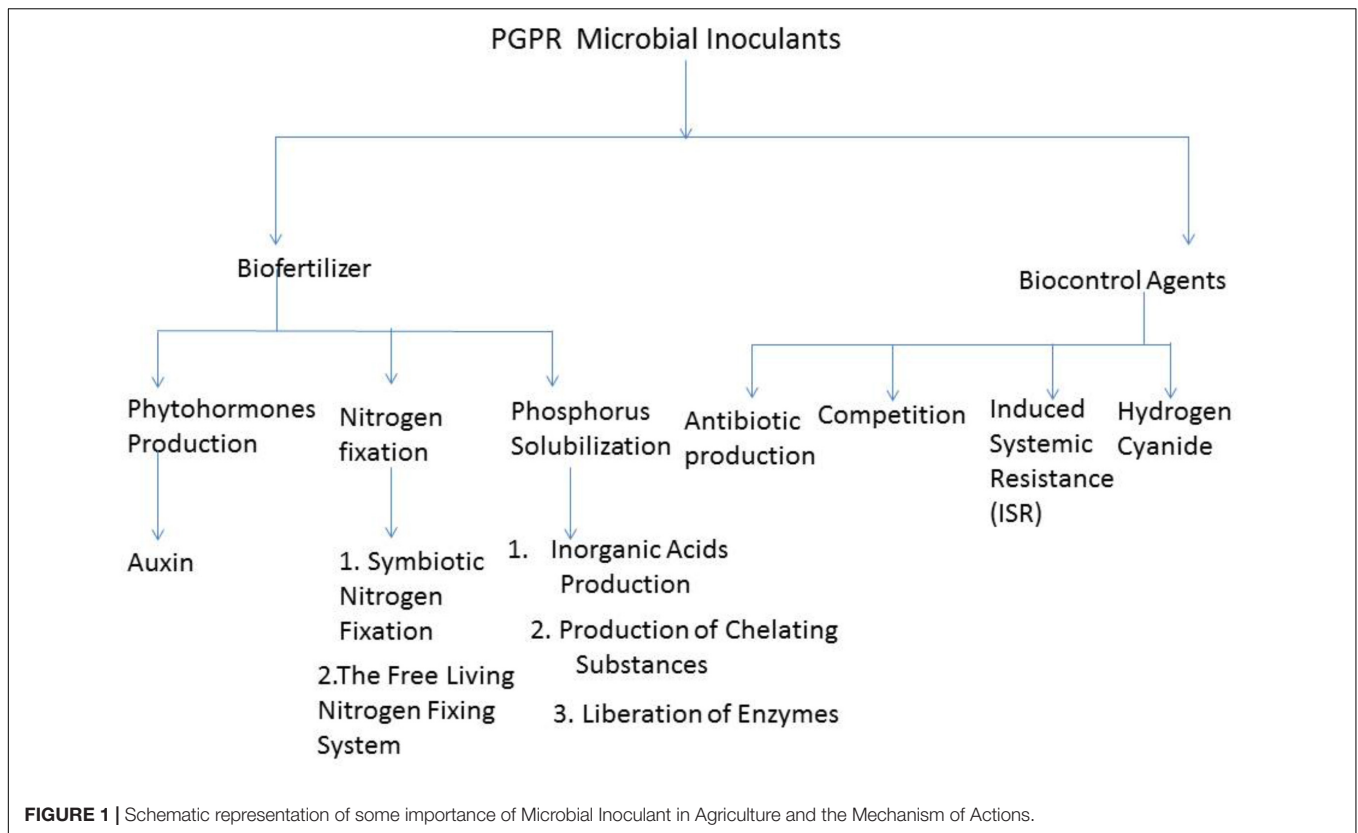 PGPR Microbial Inoculants
Biofertilizer
Biocontrol Agents
Phytohormones
Production
Nitrogen
fixation
Phosphorus
Solubilization
Antibiotic
production
Competition
Induced
Systemic
Resistance
(ISR)
Hydrogen
Cyanide
Auxin
1. Symbiotic
Nitrogen
Fixation
2.The Free Living
Nitrogen Fixing
System
1. Inorganic Acids
Production
2. Production of Chelating
Substances
3. Liberation of Enzymes
FIGURE 1 | Schematic representation of some importance of Microbial Inoculant in Agriculture and the Mechanism of Actions.